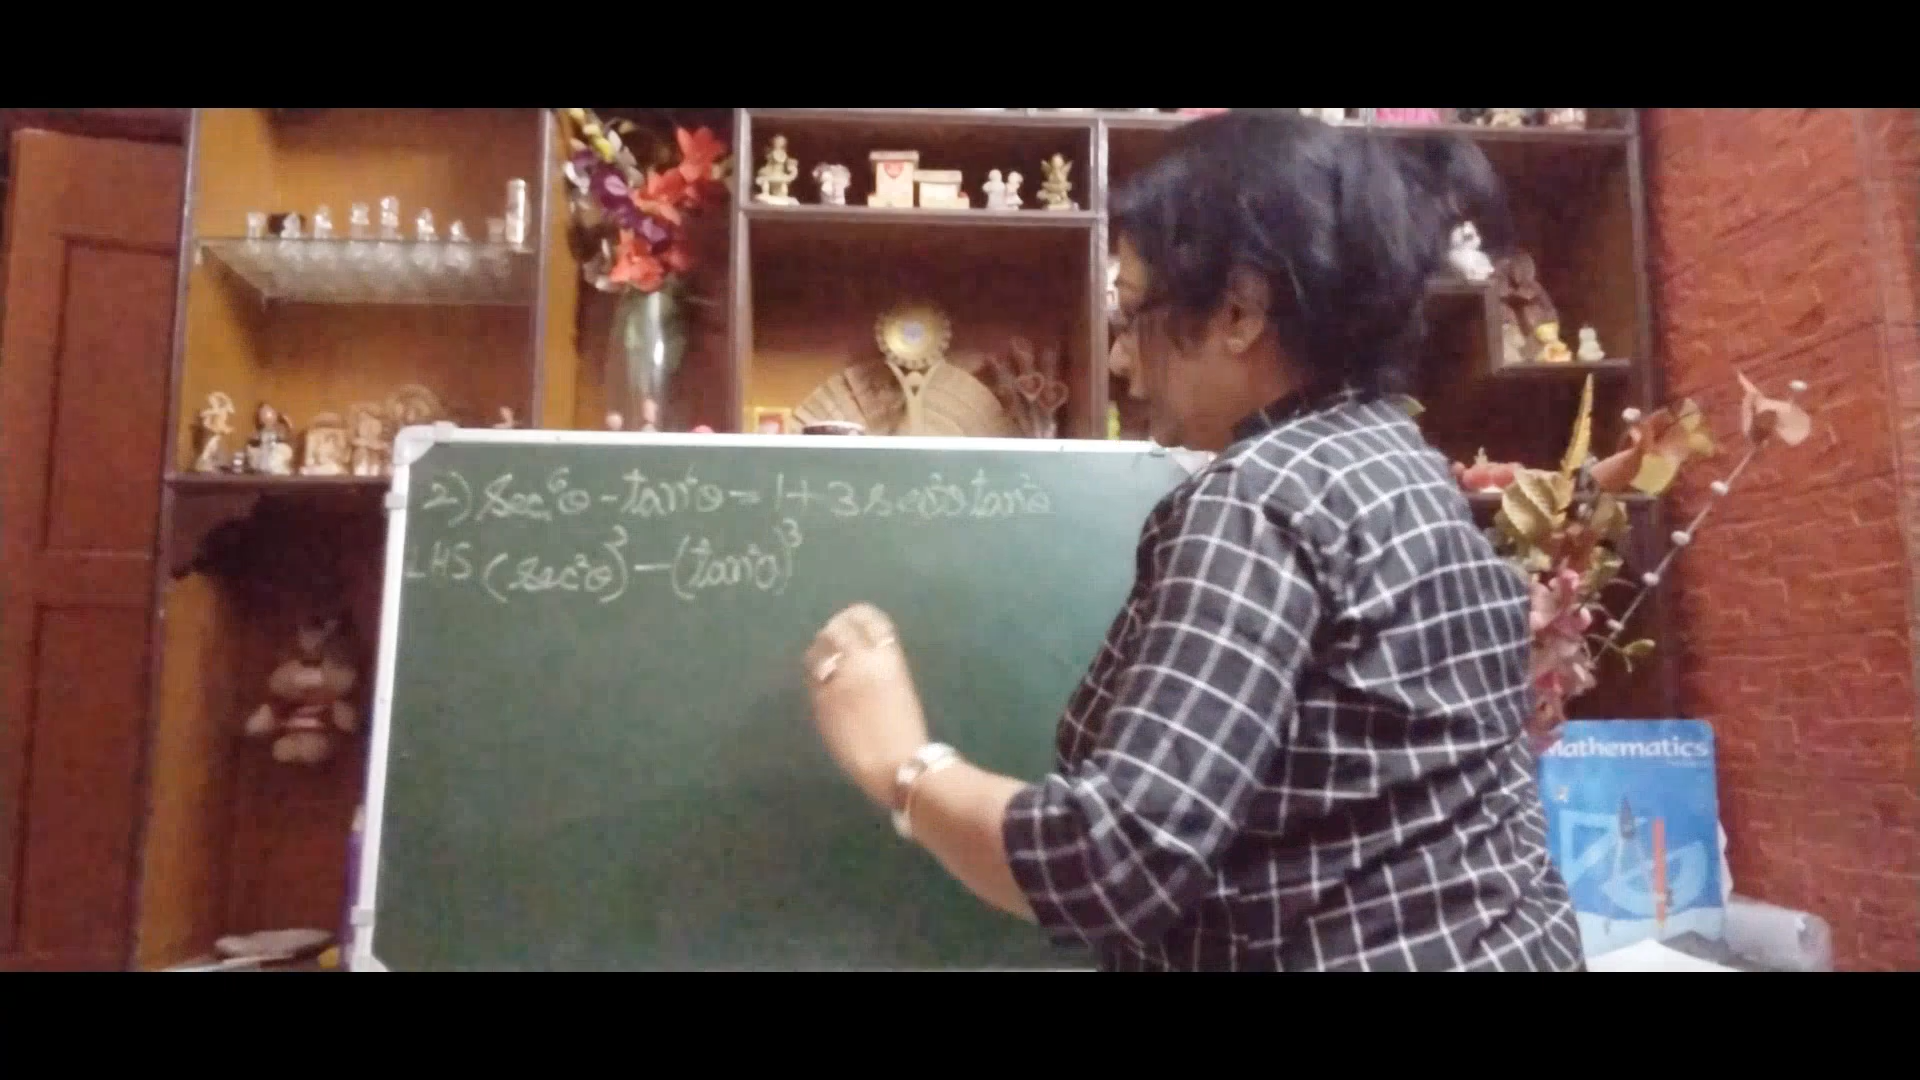 2) sec⁶θ - tan⁶θ = 1 + 3 sec²θ tan²θ
LHS (sec²θ)³ - (tan²θ)³
Mathematics